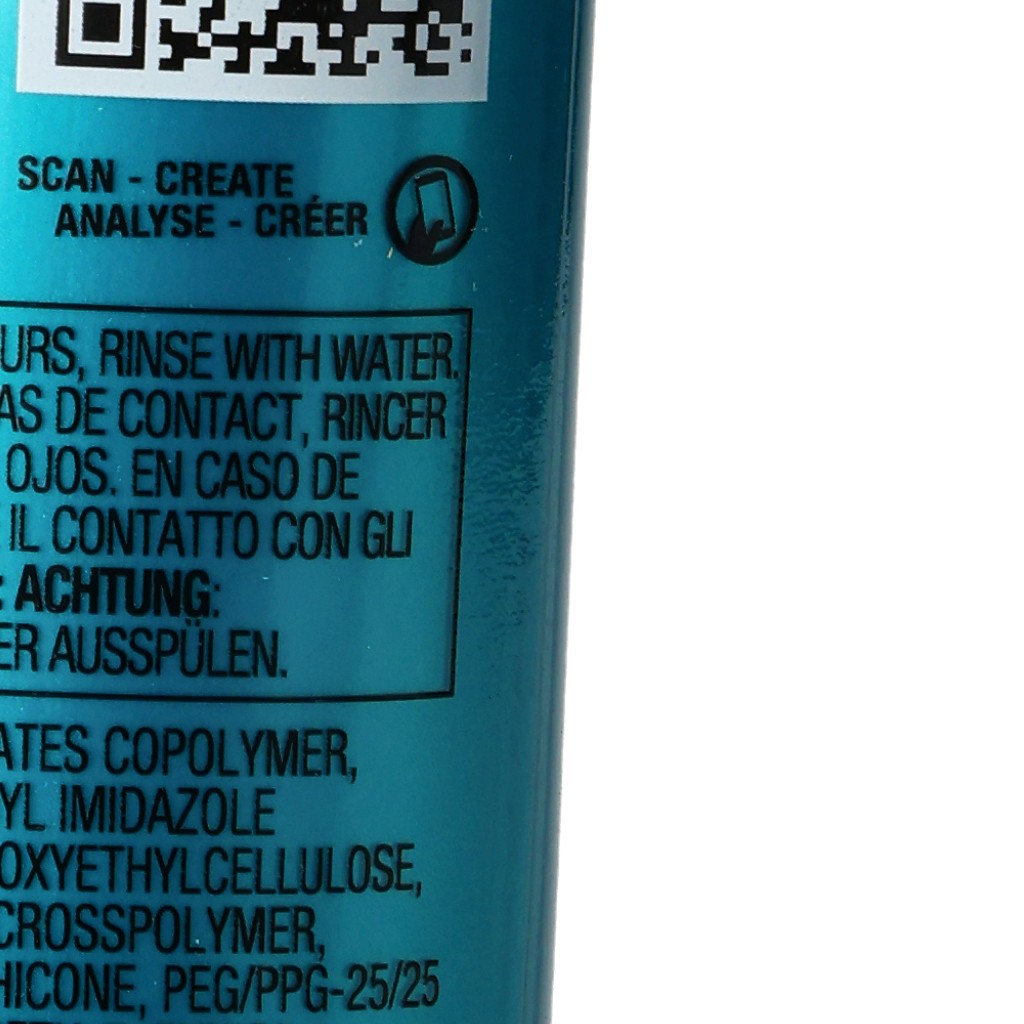 SCAN - CREATE
ANALYSE - CRÉER
URS, RINSE WITH WATER.
AS DE CONTACT, RINCER
OJOS. EN CASO DE
IL CONTATTO CON GLI
: ACHTUNG:
ER AUSSPÜLEN.
ATES COPOLYMER,
YL IMIDAZOLE
OXYETHYLCELLULOSE,
CROSSPOLYMER,
HICONE, PEG/PPG-25/25